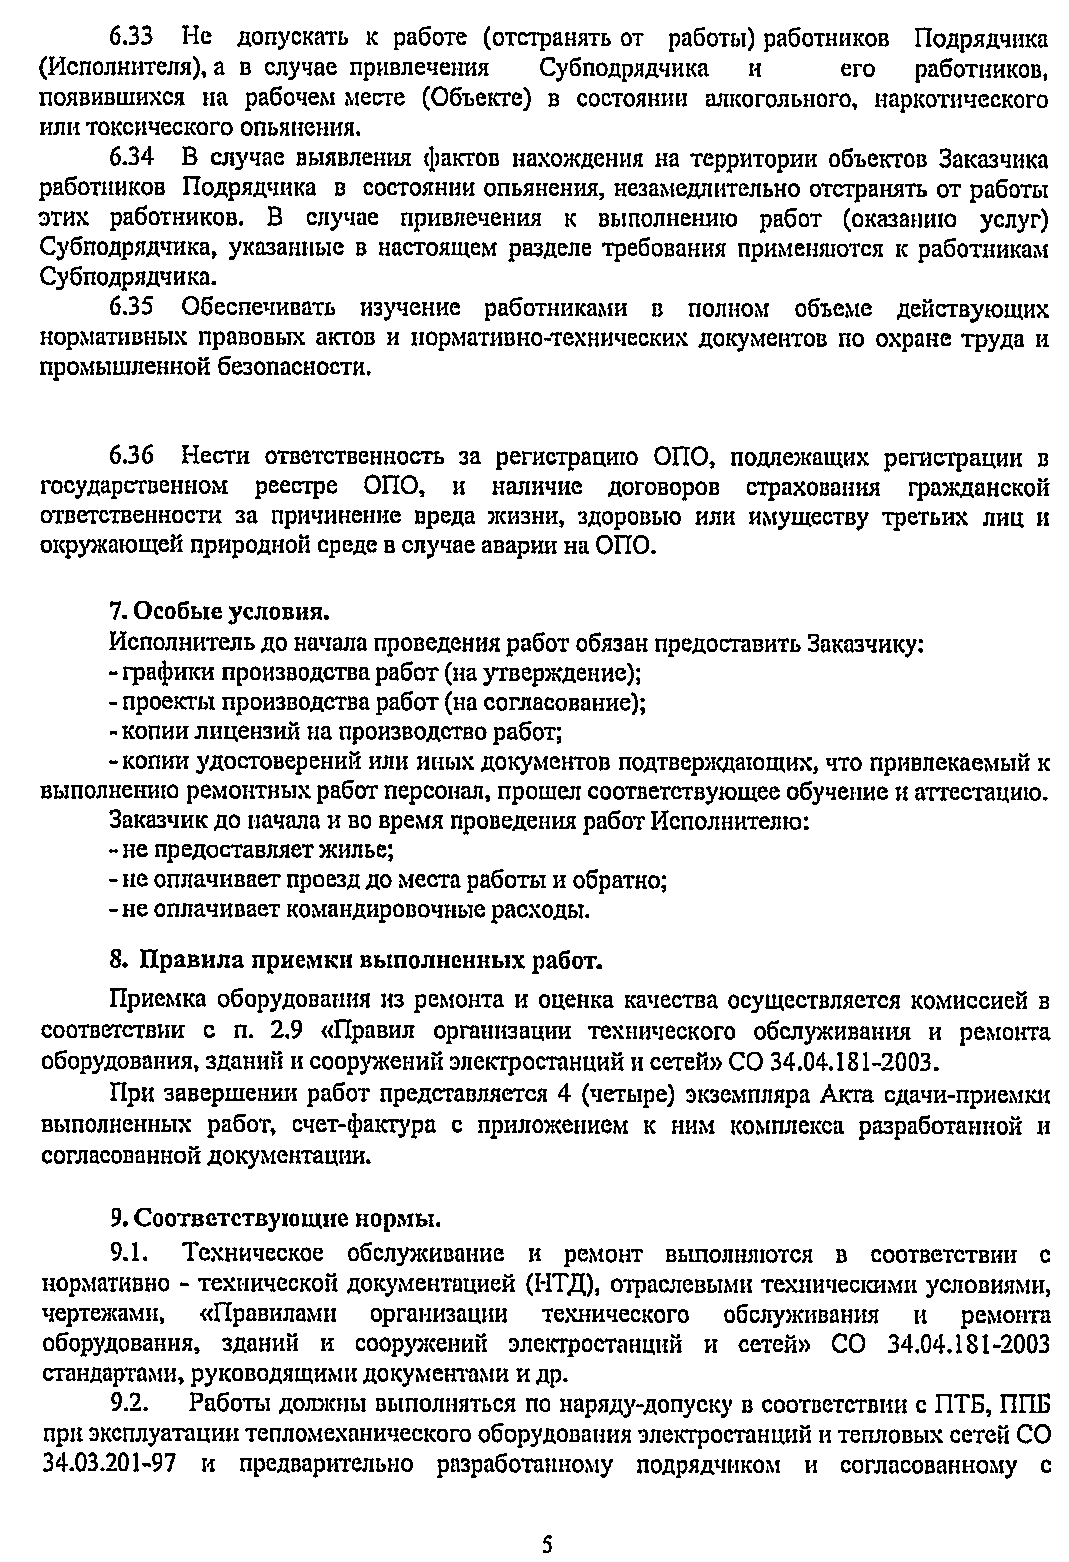 6.33 Не допускать к работе (отстранять от работы) работников Подрядчика
(Исполнителя), а в случае привлечения Субподрядчика и его работников,
появившихся на рабочем месте (Объекте) в состоянии алкогольного, наркотического
или токсического опьянения.
6.34 В случае выявления фактов нахождения на территории объектов Заказчика
работников Подрядчика в состоянии опьянения, незамедлительно отстранять от работы
этих работников. В случае привлечения к выполнению работ (оказанию услуг)
Субподрядчика, указанные в настоящем разделе требования применяются к работникам
Субподрядчика.
6.35 Обеспечивать изучение работниками в полном объеме действующих
нормативных правовых актов и нормативно-технических документов по охране труда и
промышленной безопасности.
6.36 Нести ответственность за регистрацию ОПО, подлежащих регистрации в
государственном реестре ОПО, и наличие договоров страхования гражданской
ответственности за причинение вреда жизни, здоровью или имуществу третьих лиц и
окружающей природной среде в случае аварии на ОПО.
7. Особые условия.
Исполнитель до начала проведения работ обязан предоставить Заказчику:
- графики производства работ (на утверждение);
- проекты производства работ (на согласование);
- копии лицензий на производство работ;
- копии удостоверений или иных документов подтверждающих, что привлекаемый к
выполнению ремонтных работ персонал, прошел соответствующее обучение и аттестацию.
Заказчик до начала и во время проведения работ Исполнителю:
- не предоставляет жилье;
- не оплачивает проезд до места работы и обратно;
- не оплачивает командировочные расходы.
8. Правила приемки выполненных работ.
Приемка оборудования из ремонта и оценка качества осуществляется комиссией в
соответствии с п. 2.9 «Правил организации технического обслуживания и ремонта
оборудования, зданий и сооружений электростанций и сетей» СО 34.04.181-2003.
При завершении работ представляется 4 (четыре) экземпляра Акта сдачи-приемки
выполненных работ, счет-фактура с приложением к ним комплекса разработанной и
согласованной документации.
9. Соответствующие нормы.
9.1. Техническое обслуживание и ремонт выполняются в соответствии с
нормативно - технической документацией (НТД), отраслевыми техническими условиями,
чертежами, «Правилами организации технического обслуживания и ремонта
оборудования, зданий и сооружений электростанций и сетей» СО 34.04.181-2003
стандартами, руководящими документами и др.
9.2. Работы должны выполняться по наряду-допуску в соответствии с ПТБ, ППБ
при эксплуатации тепломеханического оборудования электростанций и тепловых сетей СО
34.03.201-97 и предварительно разработанному подрядчиком и согласованному с
5